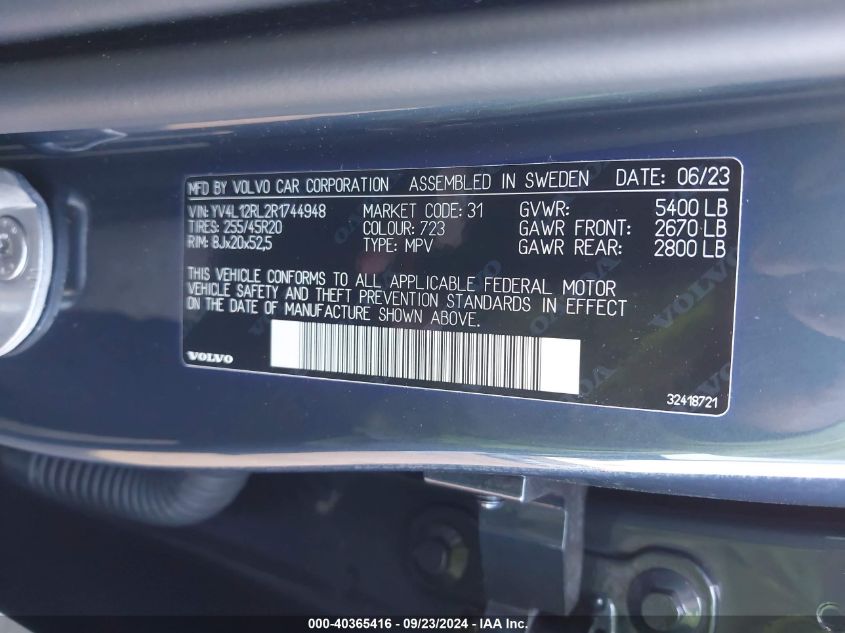 MFD BY VOLVO CAR CORPORATION ASSEMBLED IN SWEDEN DATE: 06/23
VIN: YV4L12RL2R1744948 MARKET CODE: 31 GVWR: 5400 LB
TIRES: 255/45R20 COLOUR: 723 GAWR FRONT: 2670 LB
RIM: 8Jx20x52,5 TYPE: MPV GAWR REAR: 2800 LB
THIS VEHICLE CONFORMS TO ALL APPLICABLE FEDERAL MOTOR
VEHICLE SAFETY AND THEFT PREVENTION STANDARDS IN EFFECT
ON THE DATE OF MANUFACTURE SHOWN ABOVE.
VOLVO
32418721
000-40365416 - 09/23/2024 - IAA Inc.